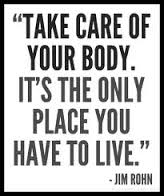 “TAKE CARE OF
YOUR BODY.
IT’S THE ONLY
PLACE YOU
HAVE TO LIVE.”
- JIM ROHN